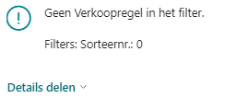 Geen Verkoopregel in het filter.
Filters: Sorteernr.: 0
Details delen